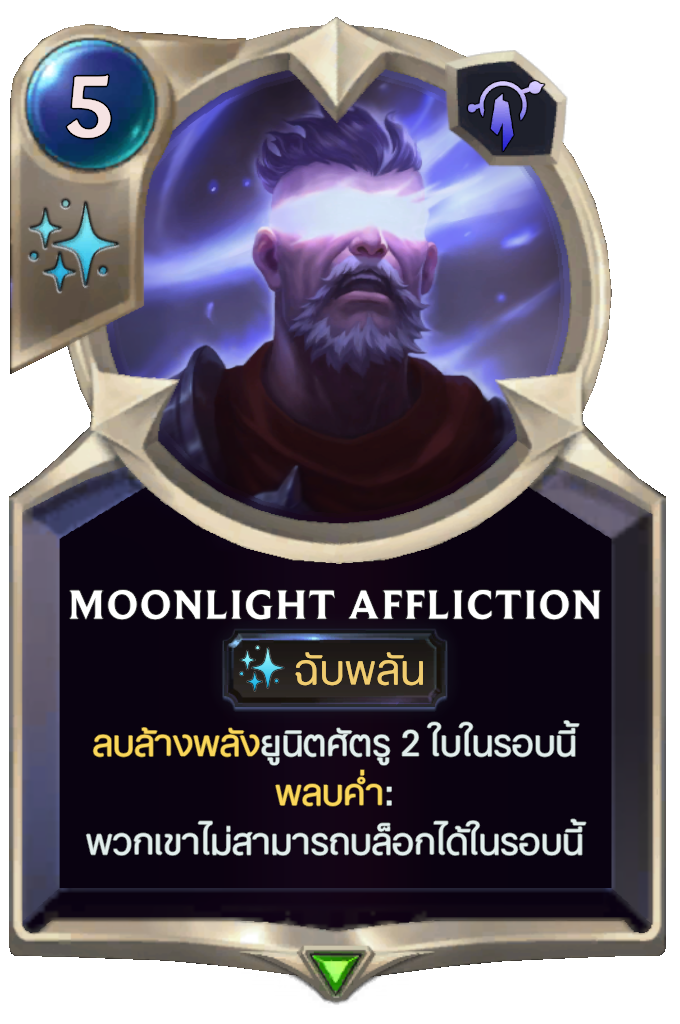 5
MOONLIGHT AFFLICTION
ฉับพลัน
ลบล้างพลังยูนิตศัตรู 2 ใบในรอบนี้
พลบค่ำ:
พวกเขาไม่สามารถบล็อกได้ในรอบนี้